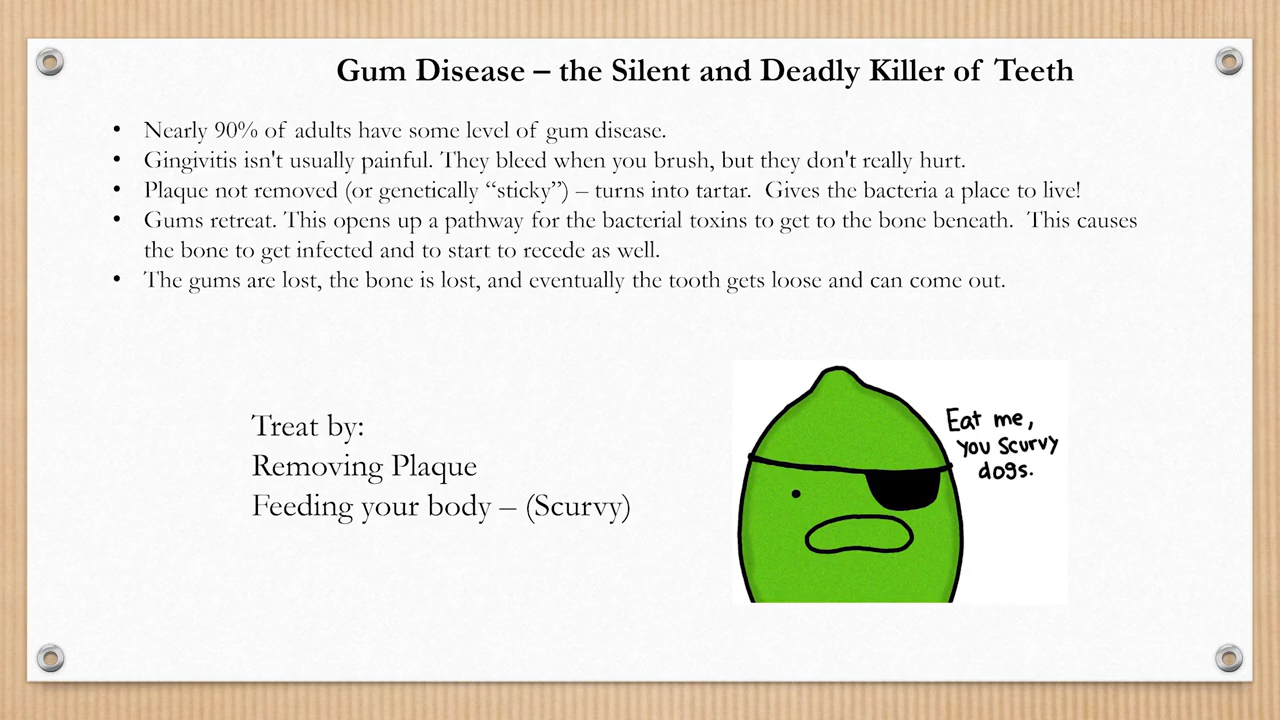 Gum Disease – the Silent and Deadly Killer of Teeth
• Nearly 90% of adults have some level of gum disease.
• Gingivitis isn't usually painful. They bleed when you brush, but they don't really hurt.
• Plaque not removed (or genetically “sticky”) – turns into tartar.  Gives the bacteria a place to live!
• Gums retreat. This opens up a pathway for the bacterial toxins to get to the bone beneath.  This causes
the bone to get infected and to start to recede as well.
• The gums are lost, the bone is lost, and eventually the tooth gets loose and can come out.
Treat by:
Removing Plaque
Feeding your body – (Scurvy)
Eat me,
you scurvy
dogs.